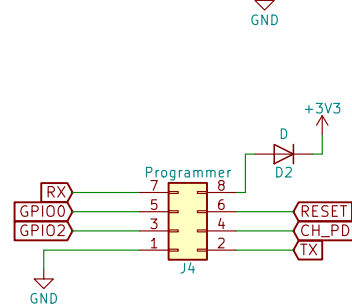 GND
+3V3
D
D2
Programmer
RX 7 8
GPIO0 5 6 RESET
GPIO2 3 4 CH_PD
1 2 TX
J4
GND